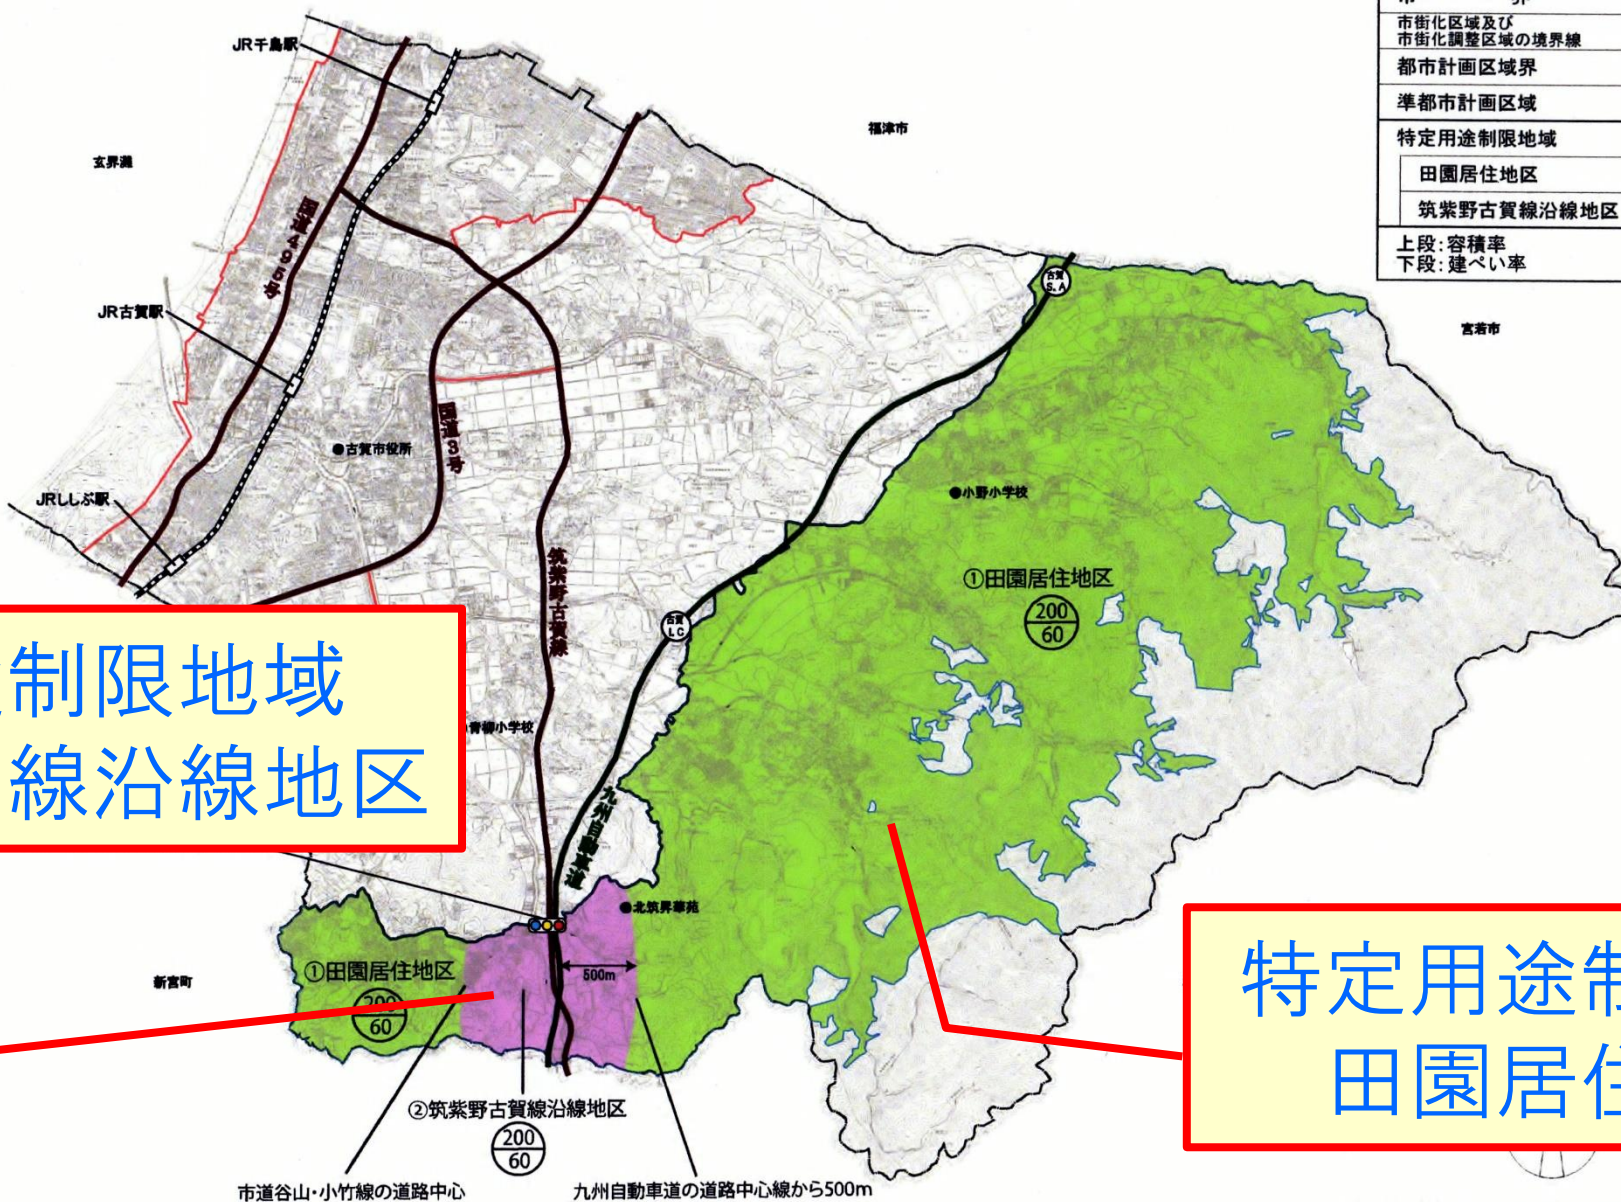 市街化区域及び
市街化調整区域の境界線
都市計画区域界
準都市計画区域
特定用途制限地域
田園居住地区
筑紫野古賀線沿線地区
上段:容積率
下段:建ぺい率
JR千鳥駅
福津市
玄界灘
国道495号
古賀
S.A
JR古賀駅
宮若市
国道3号
●古賀市役所
●小野小学校
JRししぶ駅
筑紫野古賀線
①田園居住地区
200
60
古賀
I.C
制限地域
線沿線地区
青柳小学校
九州自動車道
●北筑昇華苑
①田園居住地区
200
60
500m
新宮町
特定用途制
田園居住
②筑紫野古賀線沿線地区
200
60
市道谷山・小竹線の道路中心
九州自動車道の道路中心線から500m